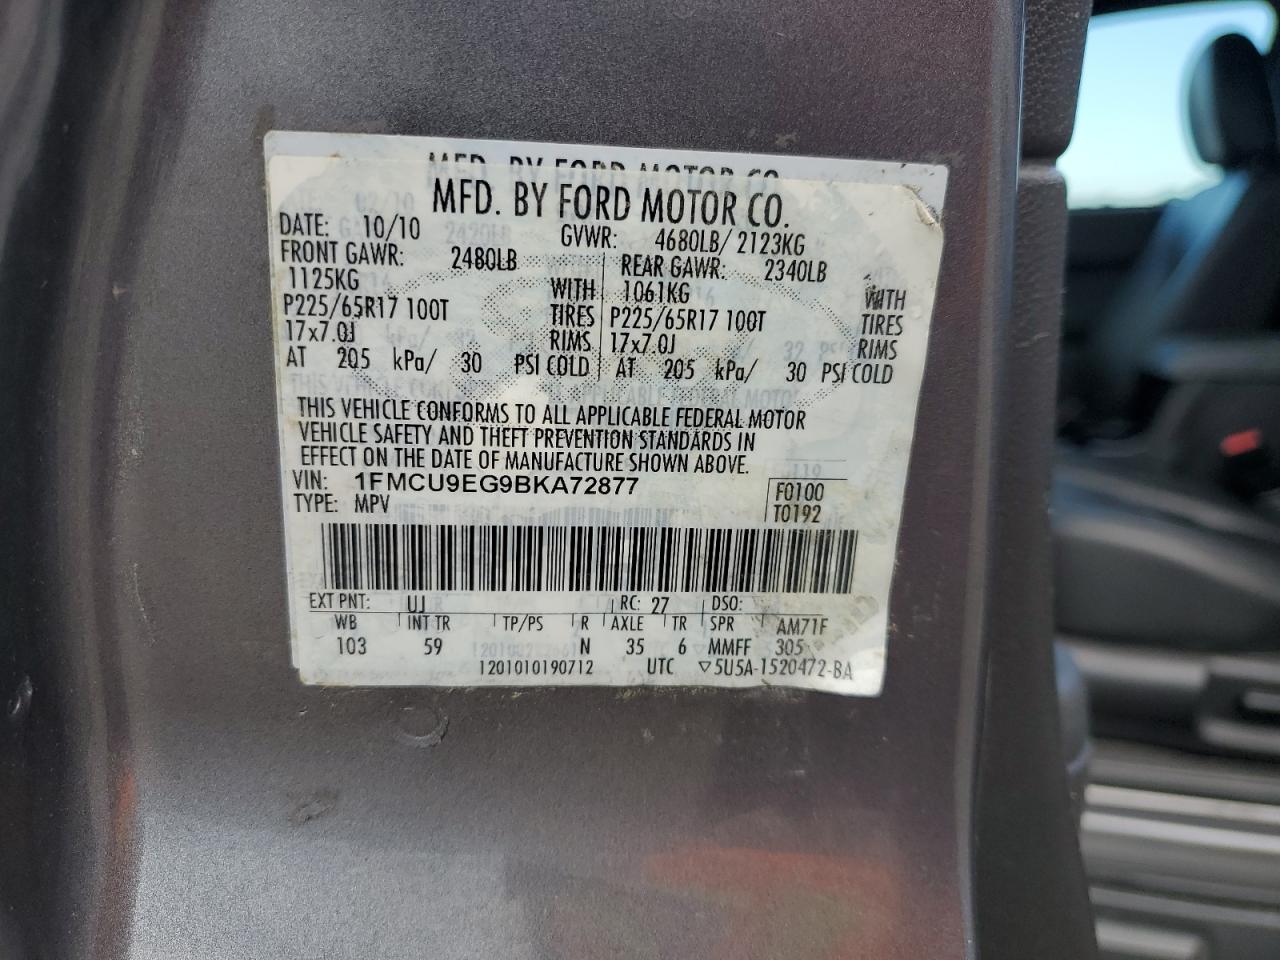 MFD. BY FORD MOTOR CO.
MFD. BY FORD MOTOR CO.
DATE: 10/10 GVWR: 4680LB/ 2123KG
FRONT GAWR: 2480LB REAR GAWR: 2340LB
1125KG WITH 1061KG WITH
P225/65R17 100T TIRES P225/65R17 100T TIRES
17x7.0J RIMS 17x7.0J RIMS
AT 205 kPa/ 30 PSI COLD AT 205 kPa/ 30 PSI COLD
THIS VEHICLE CONFORMS TO ALL APPLICABLE FEDERAL MOTOR
VEHICLE SAFETY AND THEFT PREVENTION STANDARDS IN
EFFECT ON THE DATE OF MANUFACTURE SHOWN ABOVE.
VIN: 1FMCU9EG9BKA72877 F0100
TYPE: MPV T0192
EXT PNT: UJ RC: 27 DSO:
WB INT TR TP/PS R AXLE TR SPR AM71F
103 59 N 35 6 MMFF 305
1201010190712 UTC ▽5U5A-1520472-BA